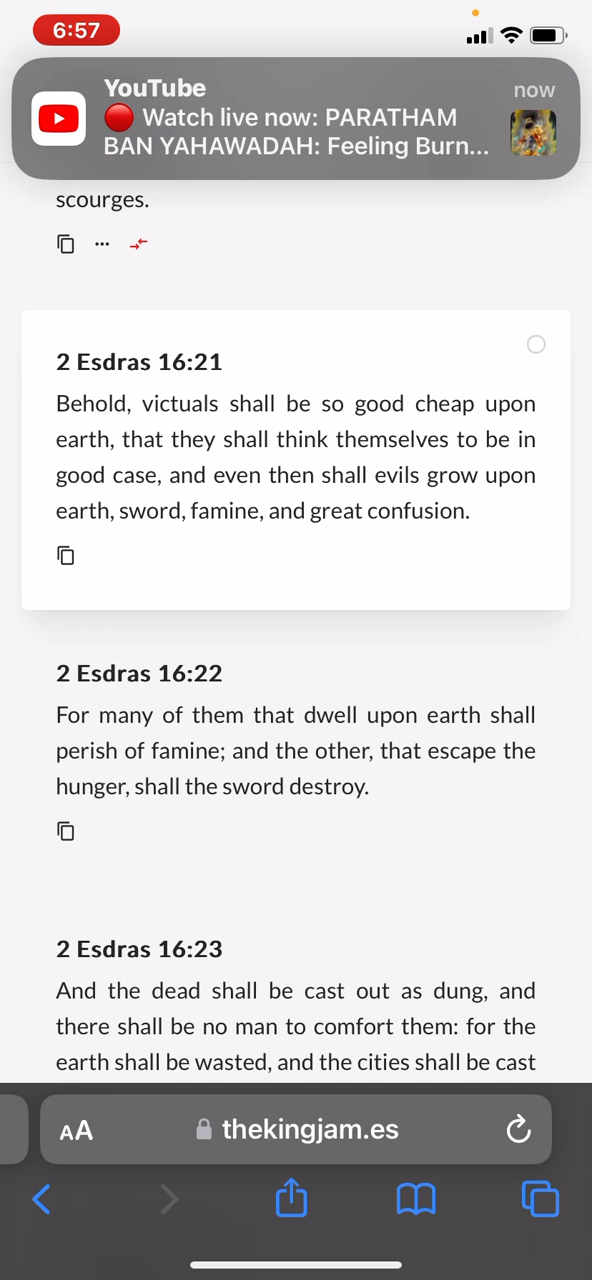 6:57
YouTube
now
Watch live now: PARATHAM
BAN YAHAWADAH: Feeling Burn...
scourges.
2 Esdras 16:21
Behold, victuals shall be so good cheap upon
earth, that they shall think themselves to be in
good case, and even then shall evils grow upon
earth, sword, famine, and great confusion.
2 Esdras 16:22
For many of them that dwell upon earth shall
perish of famine; and the other, that escape the
hunger, shall the sword destroy.
2 Esdras 16:23
And the dead shall be cast out as dung, and
there shall be no man to comfort them: for the
earth shall be wasted, and the cities shall be cast
AA
thekingjam.es